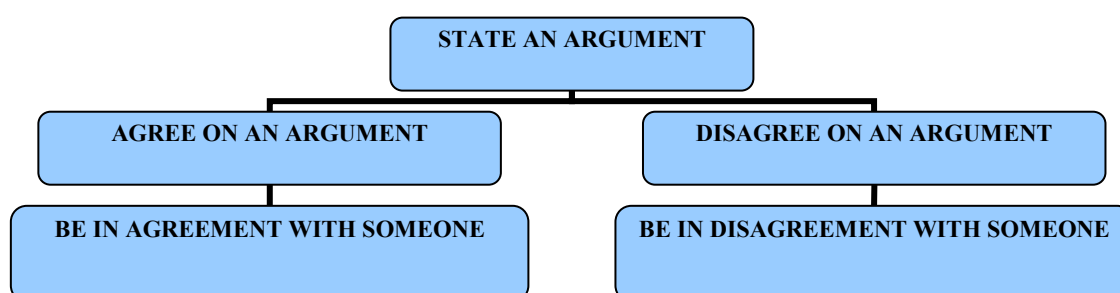 STATE AN ARGUMENT
AGREE ON AN ARGUMENT
DISAGREE ON AN ARGUMENT
BE IN AGREEMENT WITH SOMEONE
BE IN DISAGREEMENT WITH SOMEONE